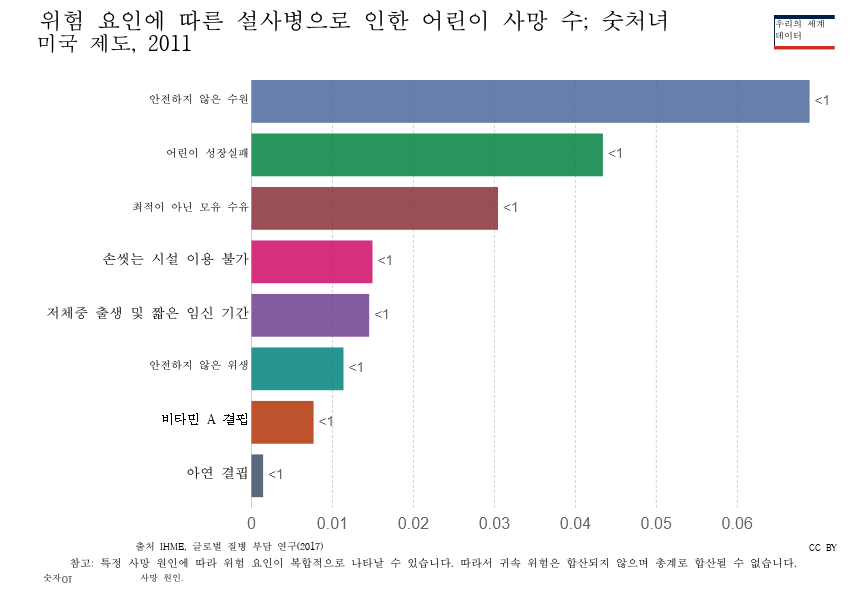 위험 요인에 따른 설사병으로 인한 어린이 사망 수; 숫처녀
미국 제도, 2011
우리의 세계
데이터
안전하지 않은 수원
<1
어린이 성장실패
<1
최적이 아닌 모유 수유
<1
손씻는 시설 이용 불가
<1
저체중 출생 및 짧은 임신 기간
<1
안전하지 않은 위생
<1
비타민 A 결핍
<1
아연 결핍
<1
0 0.01 0.02 0.03 0.04 0.05 0.06
출처 IHME, 글로벌 질병 부담 연구(2017)
CC BY
참고: 특정 사망 원인에 따라 위험 요인이 복합적으로 나타날 수 있습니다. 따라서 귀속 위험은 합산되지 않으며 총계로 합산될 수 없습니다.
숫자 사망 원인.